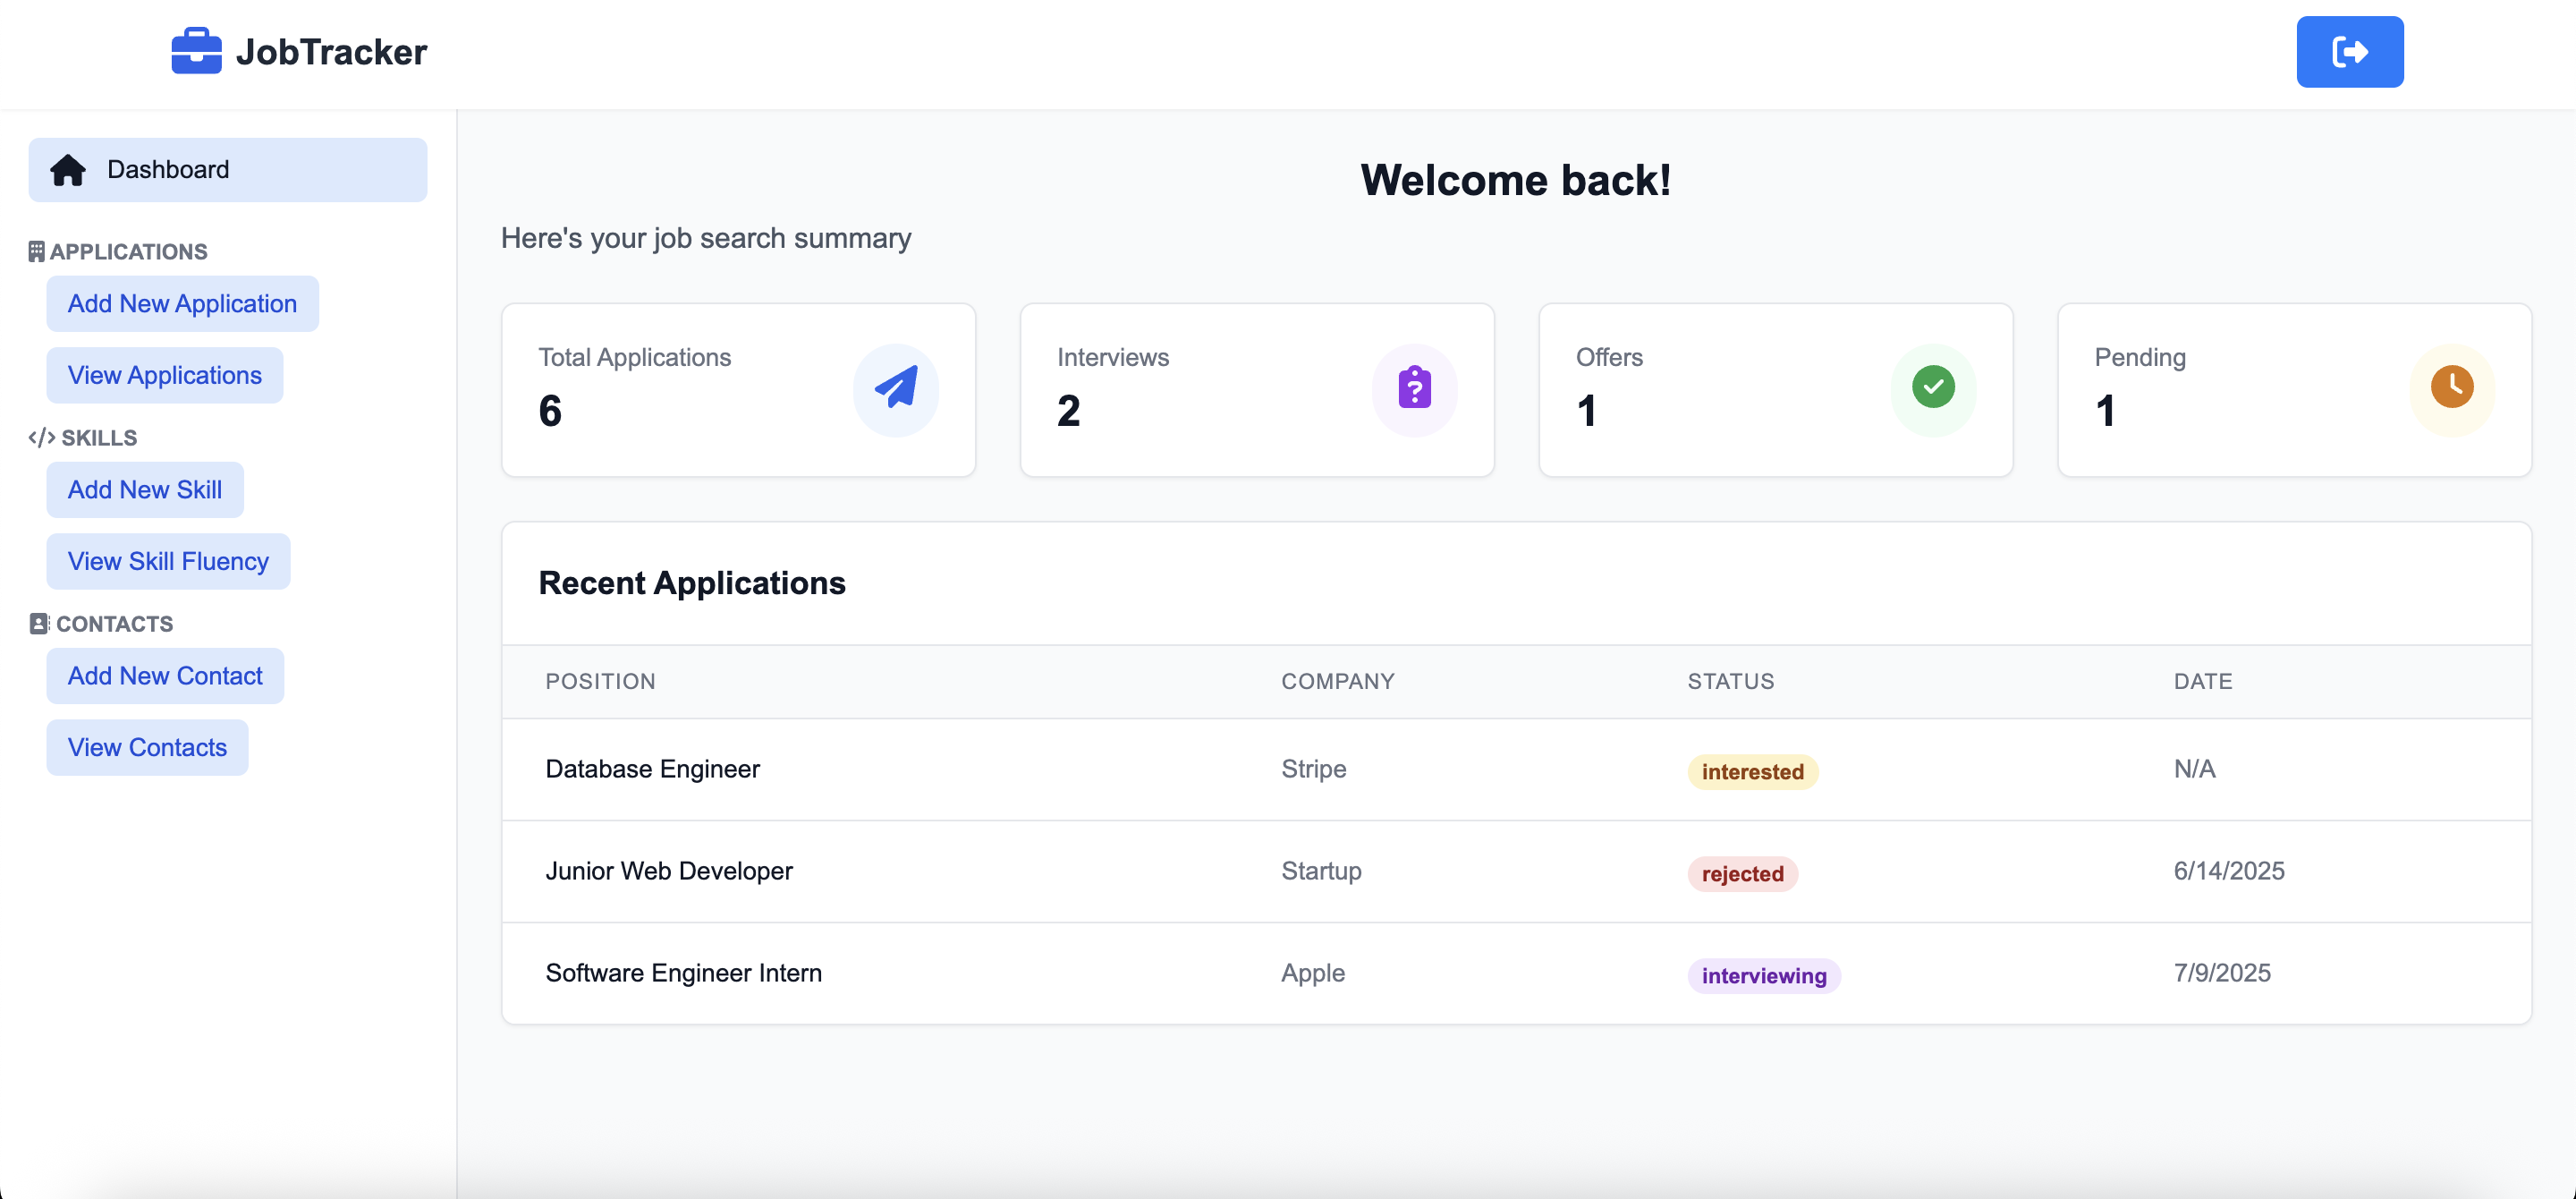 JobTracker
Dashboard
APPLICATIONS
Add New Application
View Applications
SKILLS
Add New Skill
View Skill Fluency
CONTACTS
Add New Contact
View Contacts
Welcome back!
Here's your job search summary
Total Applications
6
Interviews
2
Offers
1
Pending
1
Recent Applications
POSITION COMPANY STATUS DATE
Database Engineer Stripe interested N/A
Junior Web Developer Startup rejected 6/14/2025
Software Engineer Intern Apple interviewing 7/9/2025